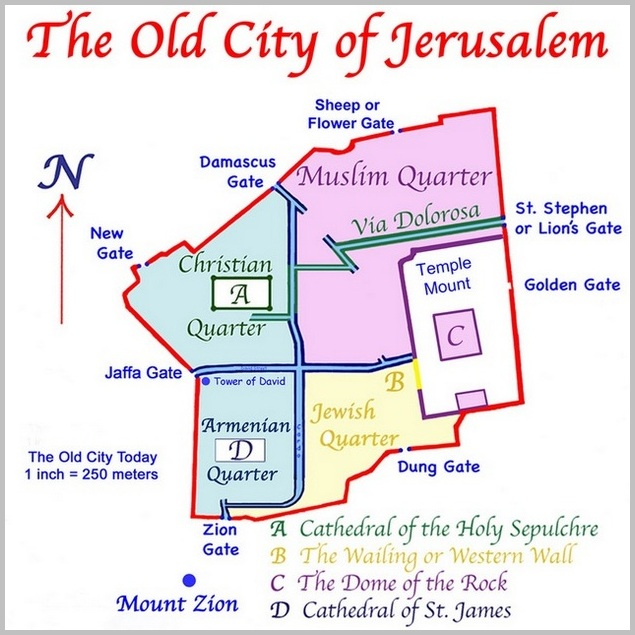 The Old City of Jerusalem
Sheep or
Flower Gate
N
Damascus
Gate
Muslim Quarter
Via Dolorosa
St. Stephen
or Lion's Gate
New
Gate
Christian
A
Quarter
Temple
Mount
Golden Gate
C
Jaffa Gate
Tower of David
B
Armenian
D
Quarter
Jewish
Quarter
The Old City Today
1 inch = 250 meters
Dung Gate
Zion
Gate
A Cathedral of the Holy Sepulchre
B The Wailing or Western Wall
C The Dome of the Rock
D Cathedral of St. James
Mount Zion